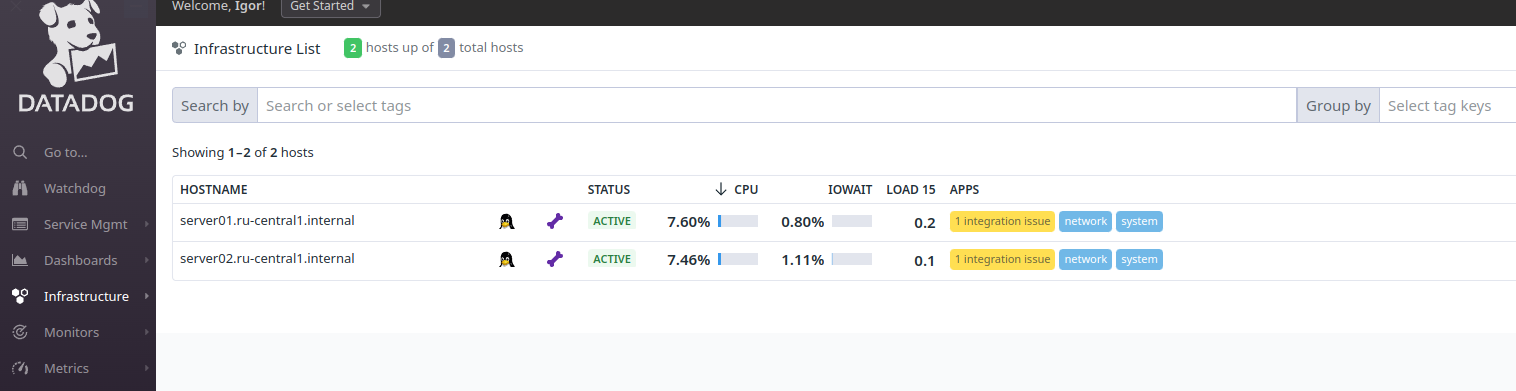 Welcome, Igor!
Get Started
DATADOG
Infrastructure List
2 hosts up of 2 total hosts
Search by
Search or select tags
Group by
Select tag keys
Go to...
Watchdog
Service Mgmt
Dashboards
Infrastructure
Monitors
Metrics
Showing 1–2 of 2 hosts
HOSTNAME STATUS CPU IOWAIT LOAD 15 APPS
server01.ru-central1.internal ACTIVE 7.60% 0.80% 0.2 1 integration issue network system
server02.ru-central1.internal ACTIVE 7.46% 1.11% 0.1 1 integration issue network system